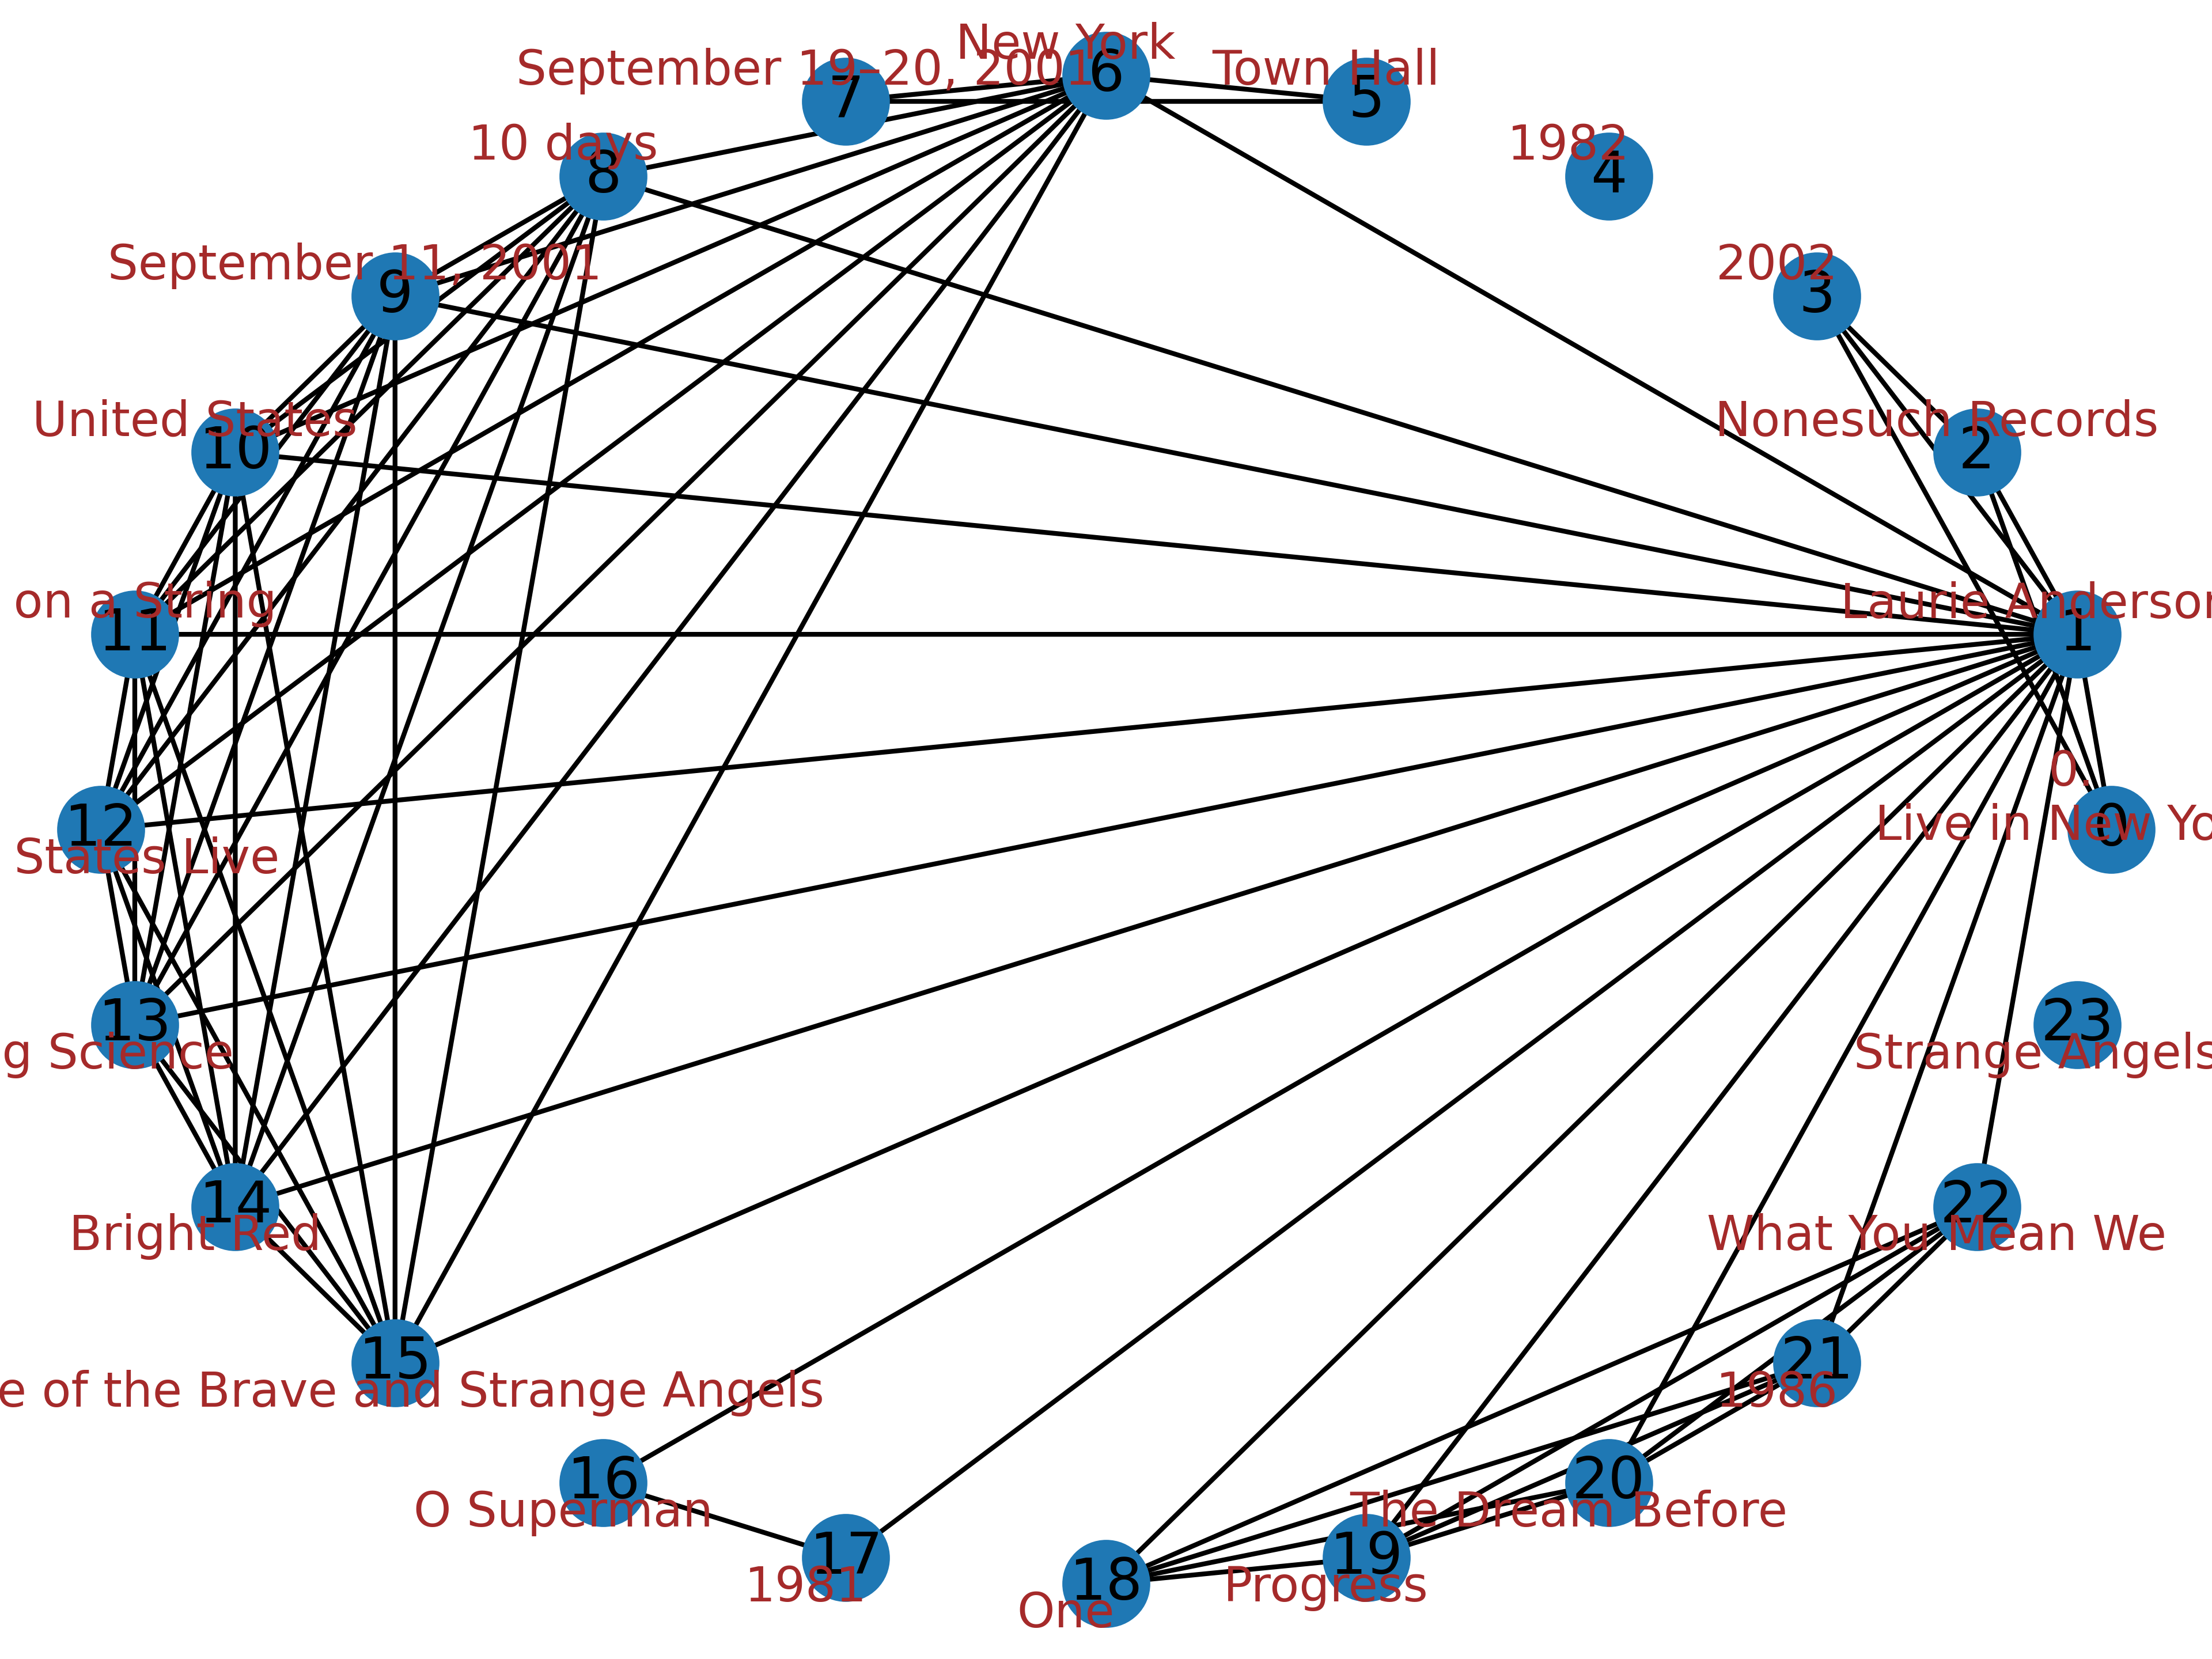 New York
6
September 19–20, 2001
7
Town Hall
5
10 days
8
1982
4
September 11, 2001
9
2002
3
United States
10
Nonesuch Records
2
on a String
11
Laurie Anderson
1
0.
Live in New Yo
0
12
States Live
13
g Science
23
Strange Angels
14
Bright Red
22
What You Mean We
15
e of the Brave and Strange Angels
21
1986
16
O Superman
20
The Dream Before
17
1981
19
Progress
18
One